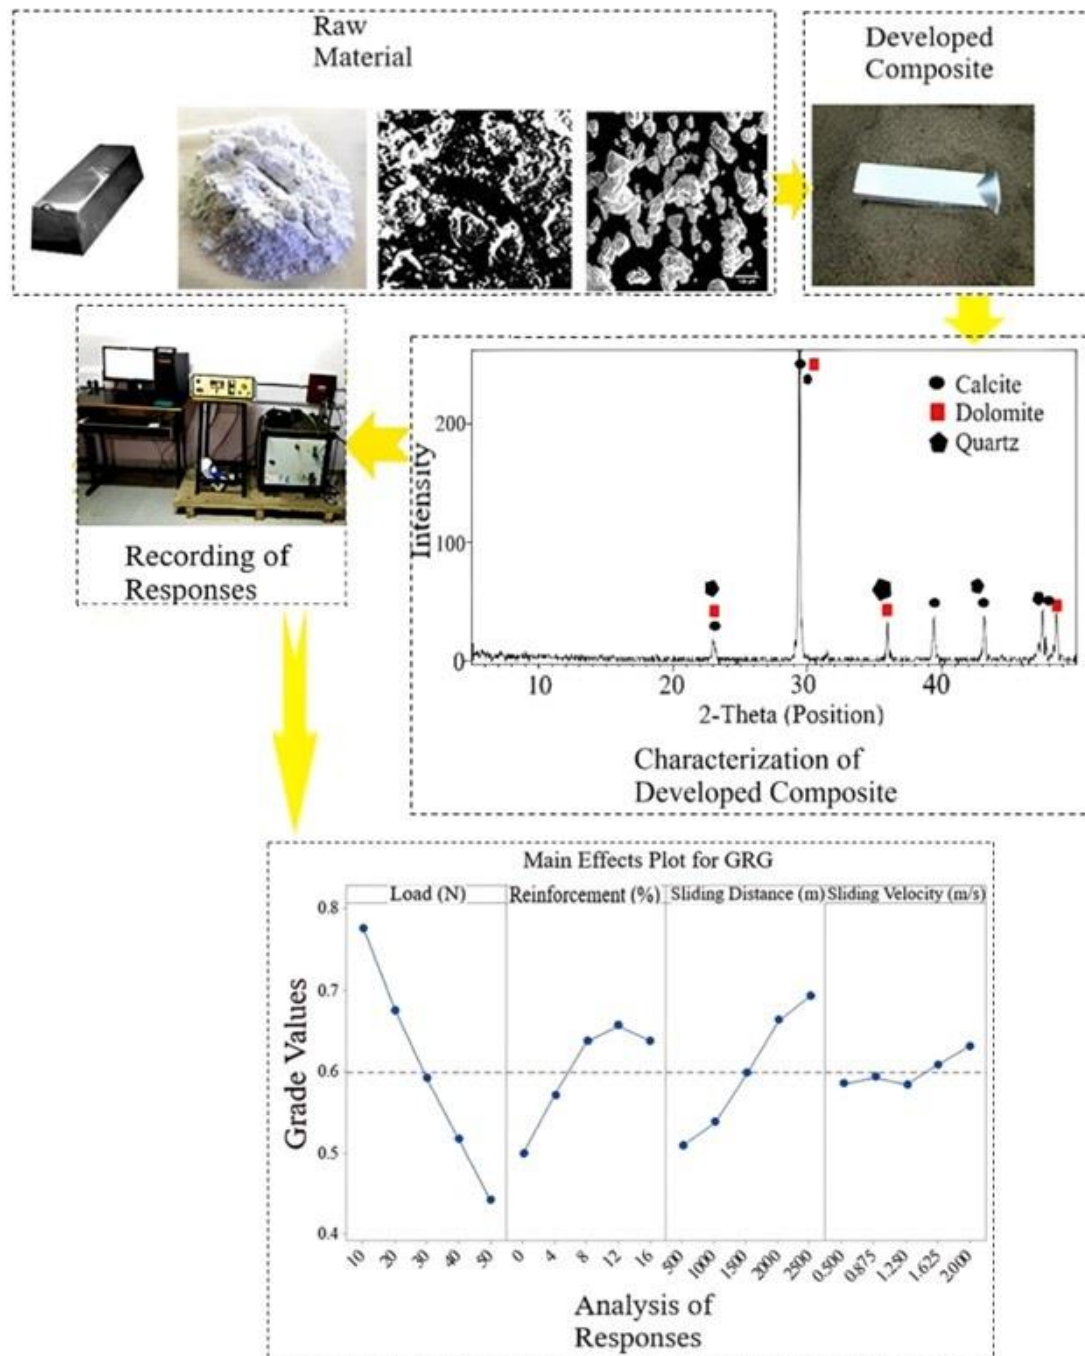 Raw
Material
Developed
Composite
Intensity
200
100
0
10
20
30
40
2-Theta (Position)
Calcite
Dolomite
Quartz
Characterization of
Developed Composite
Recording of
Responses
Main Effects Plot for GRG
Load (N)
Reinforcement (%)
Sliding Distance (m)
Sliding Velocity (m/s)
Grade Values
0.8
0.7
0.6
0.5
0.4
10 20 30 40 50
0 4 8 12 16
500 1000 1500 2000 2500
0.500 0.875 1.250 1.625 2.000
Analysis of
Responses